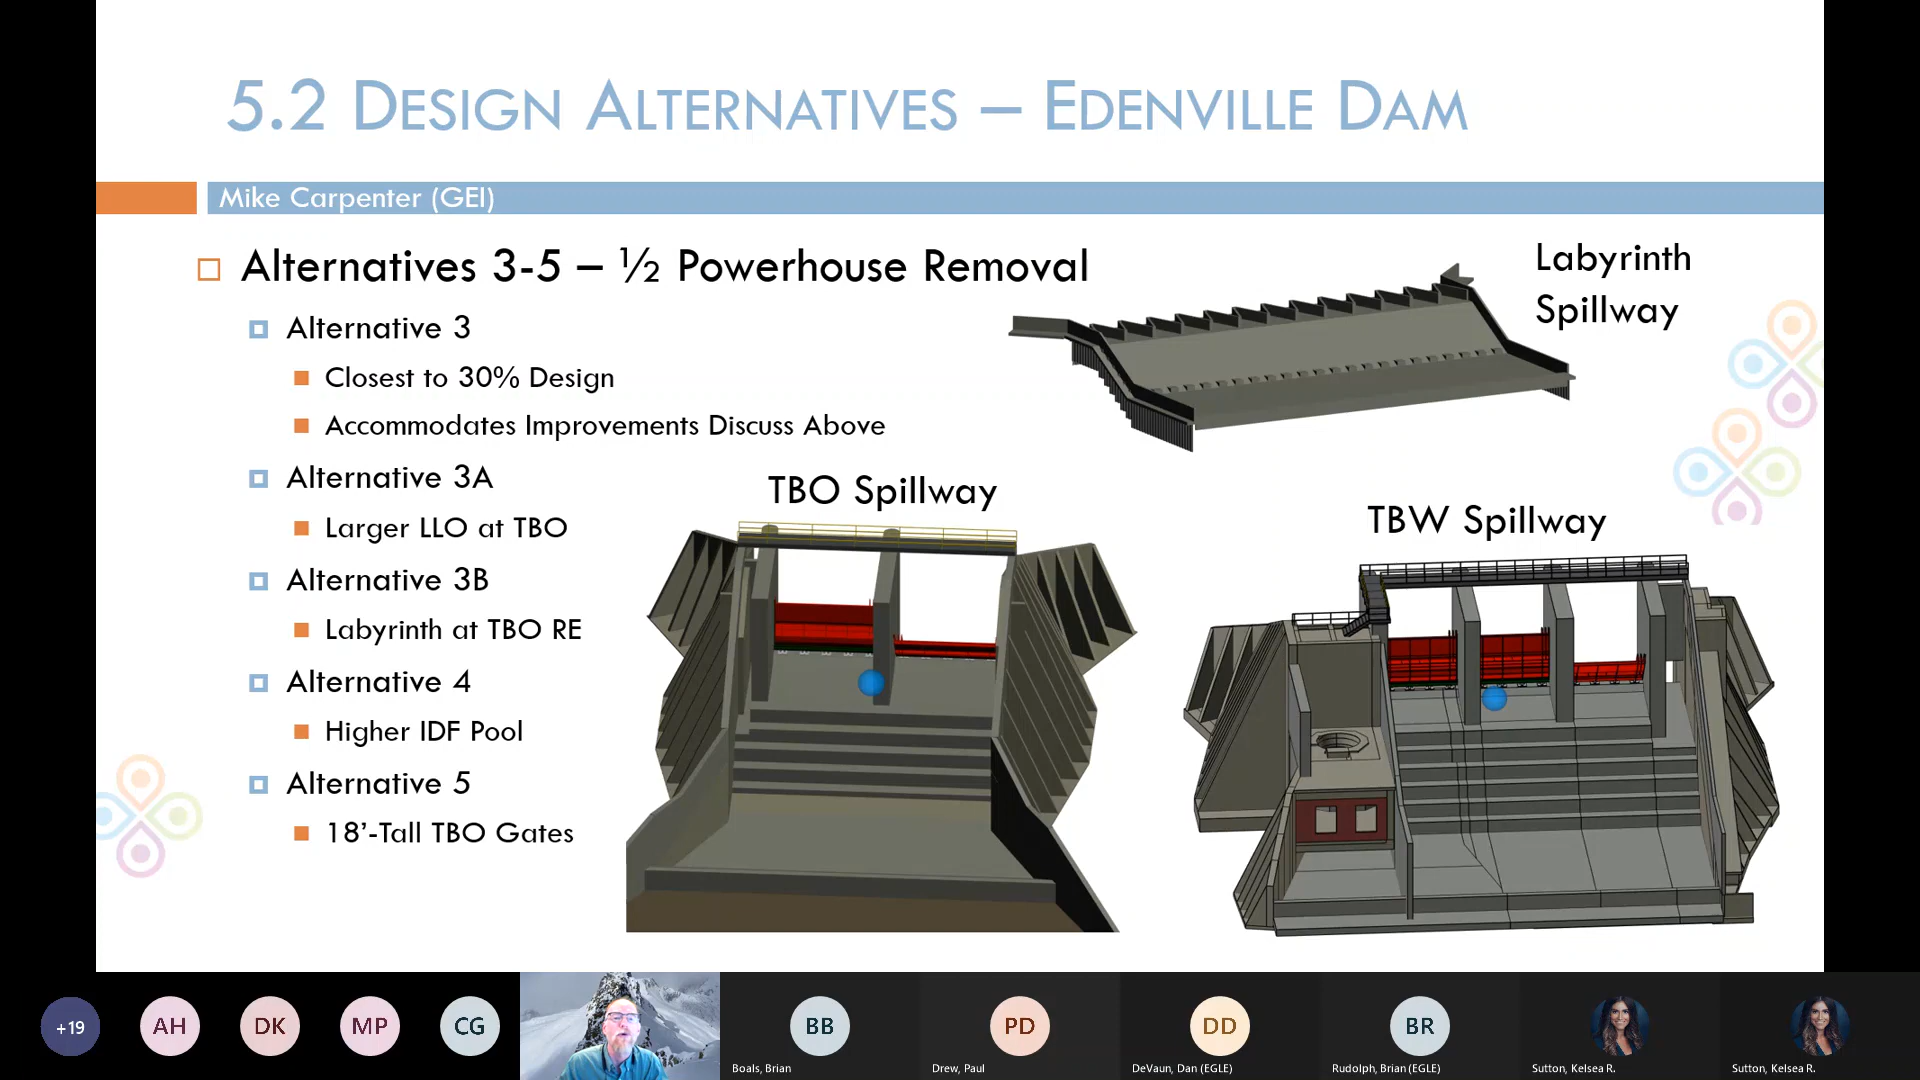 5.2 DESIGN ALTERNATIVES – EDENVILLE DAM
Mike Carpenter (GEI)
Alternatives 3-5 – ½ Powerhouse Removal
Alternative 3
Closest to 30% Design
Accommodates Improvements Discuss Above
Alternative 3A
Larger LLO at TBO
Alternative 3B
Labyrinth at TBO RE
Alternative 4
Higher IDF Pool
Alternative 5
18’-Tall TBO Gates
Labyrinth
Spillway
TBO Spillway
TBW Spillway
+19
AH
DK
MP
CG
BB
Boals, Brian
PD
Drew, Paul
DD
DeVaun, Dan (EGLE)
BR
Rudolph, Brian (EGLE)
Sutton, Kelsea R.
Sutton, Kelsea R.